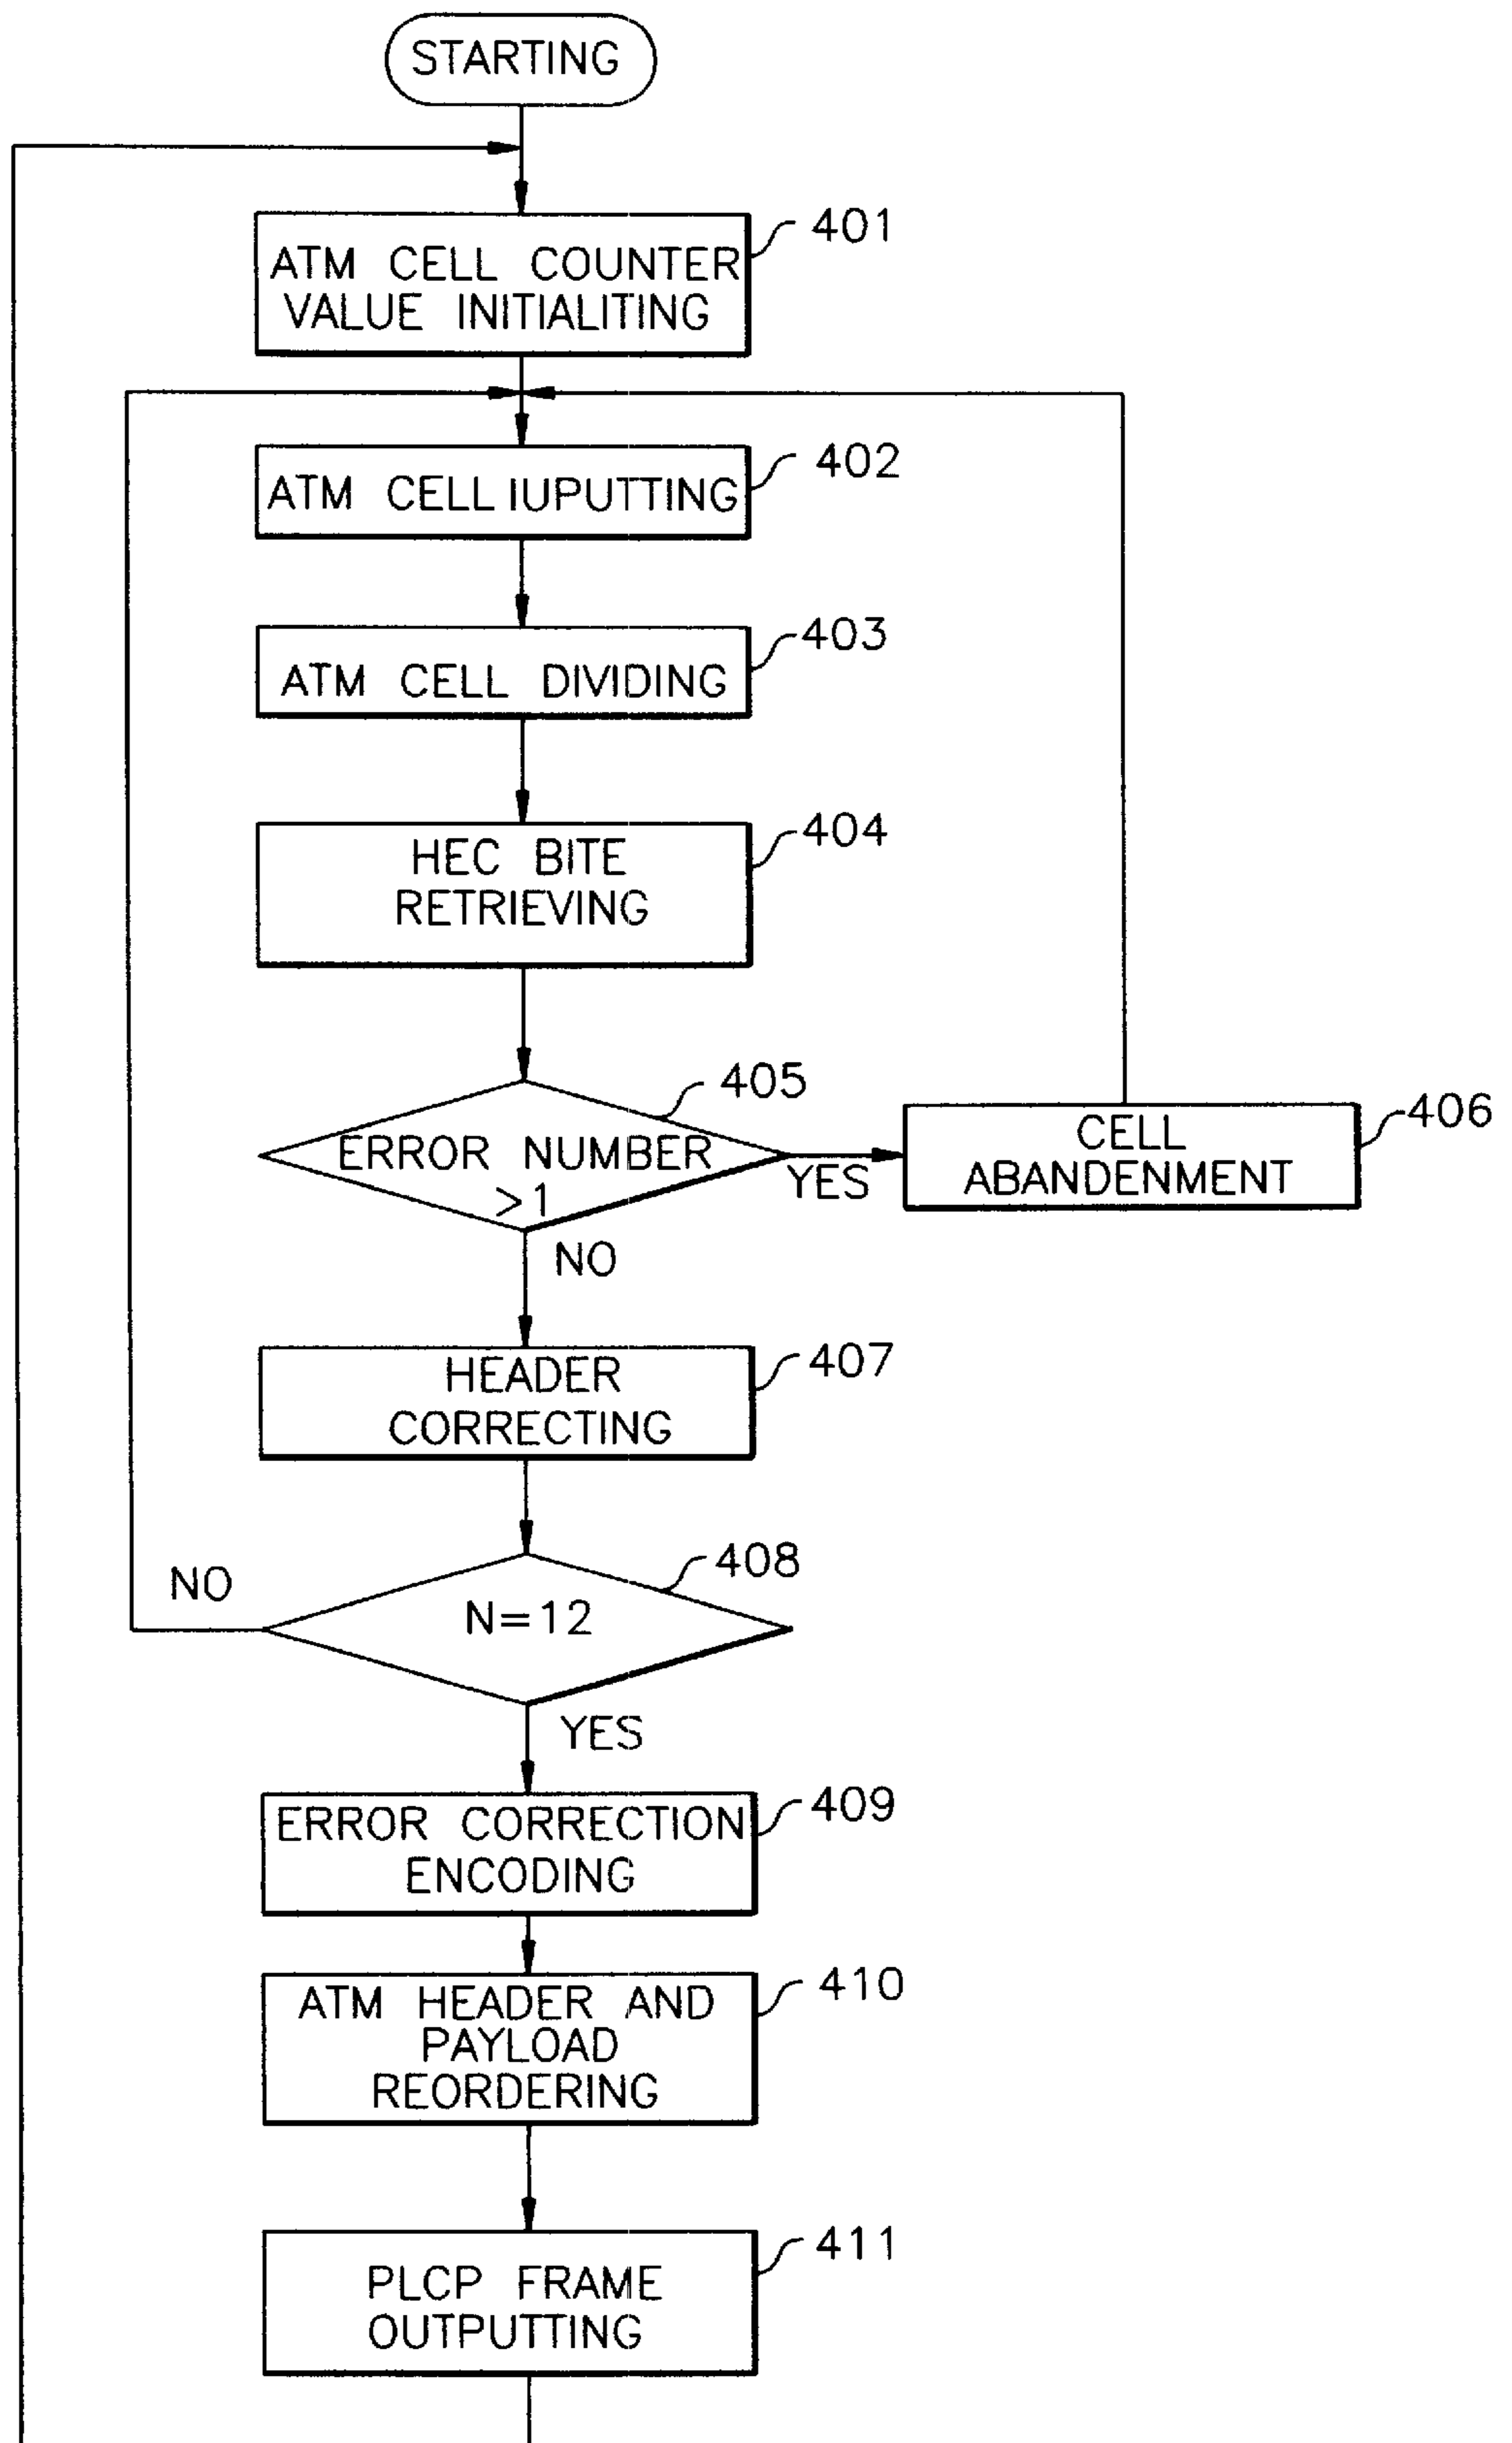 STARTING
401
ATM CELL COUNTER
VALUE INITIALITING
402
ATM CELL IUPUTTING
403
ATM CELL DIVIDING
404
HEC BITE
RETRIEVING
405
ERROR NUMBER
>1
YES
406
CELL
ABANDENMENT
NO
407
HEADER
CORRECTING
408
NO
N=12
YES
409
ERROR CORRECTION
ENCODING
410
ATM HEADER AND
PAYLOAD
REORDERING
411
PLCP FRAME
OUTPUTTING